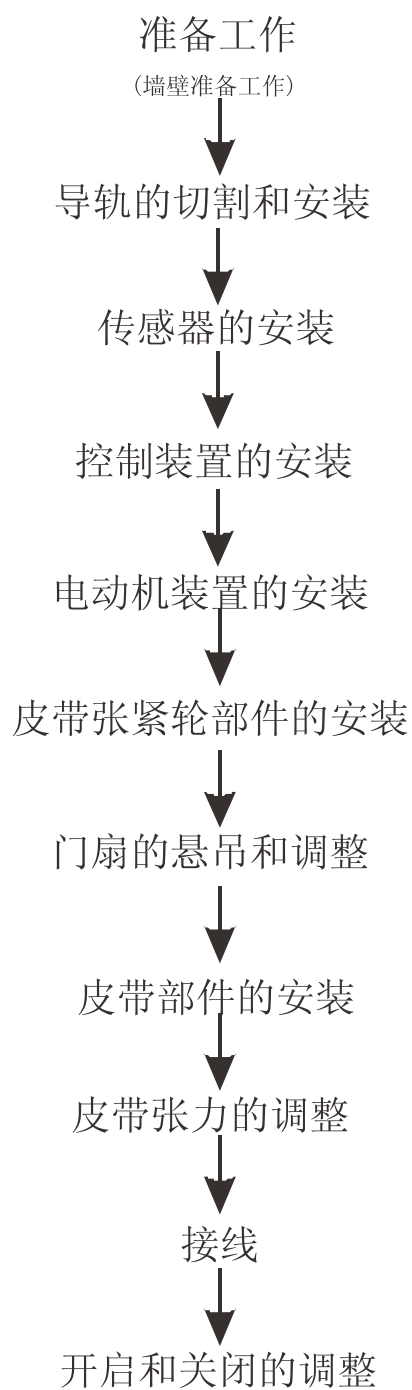 准备工作
(墙壁准备工作)
导轨的切割和安装
传感器的安装
控制装置的安装
电动机装置的安装
皮带张紧轮部件的安装
门扇的悬吊和调整
皮带部件的安装
皮带张力的调整
接线
开启和关闭的调整